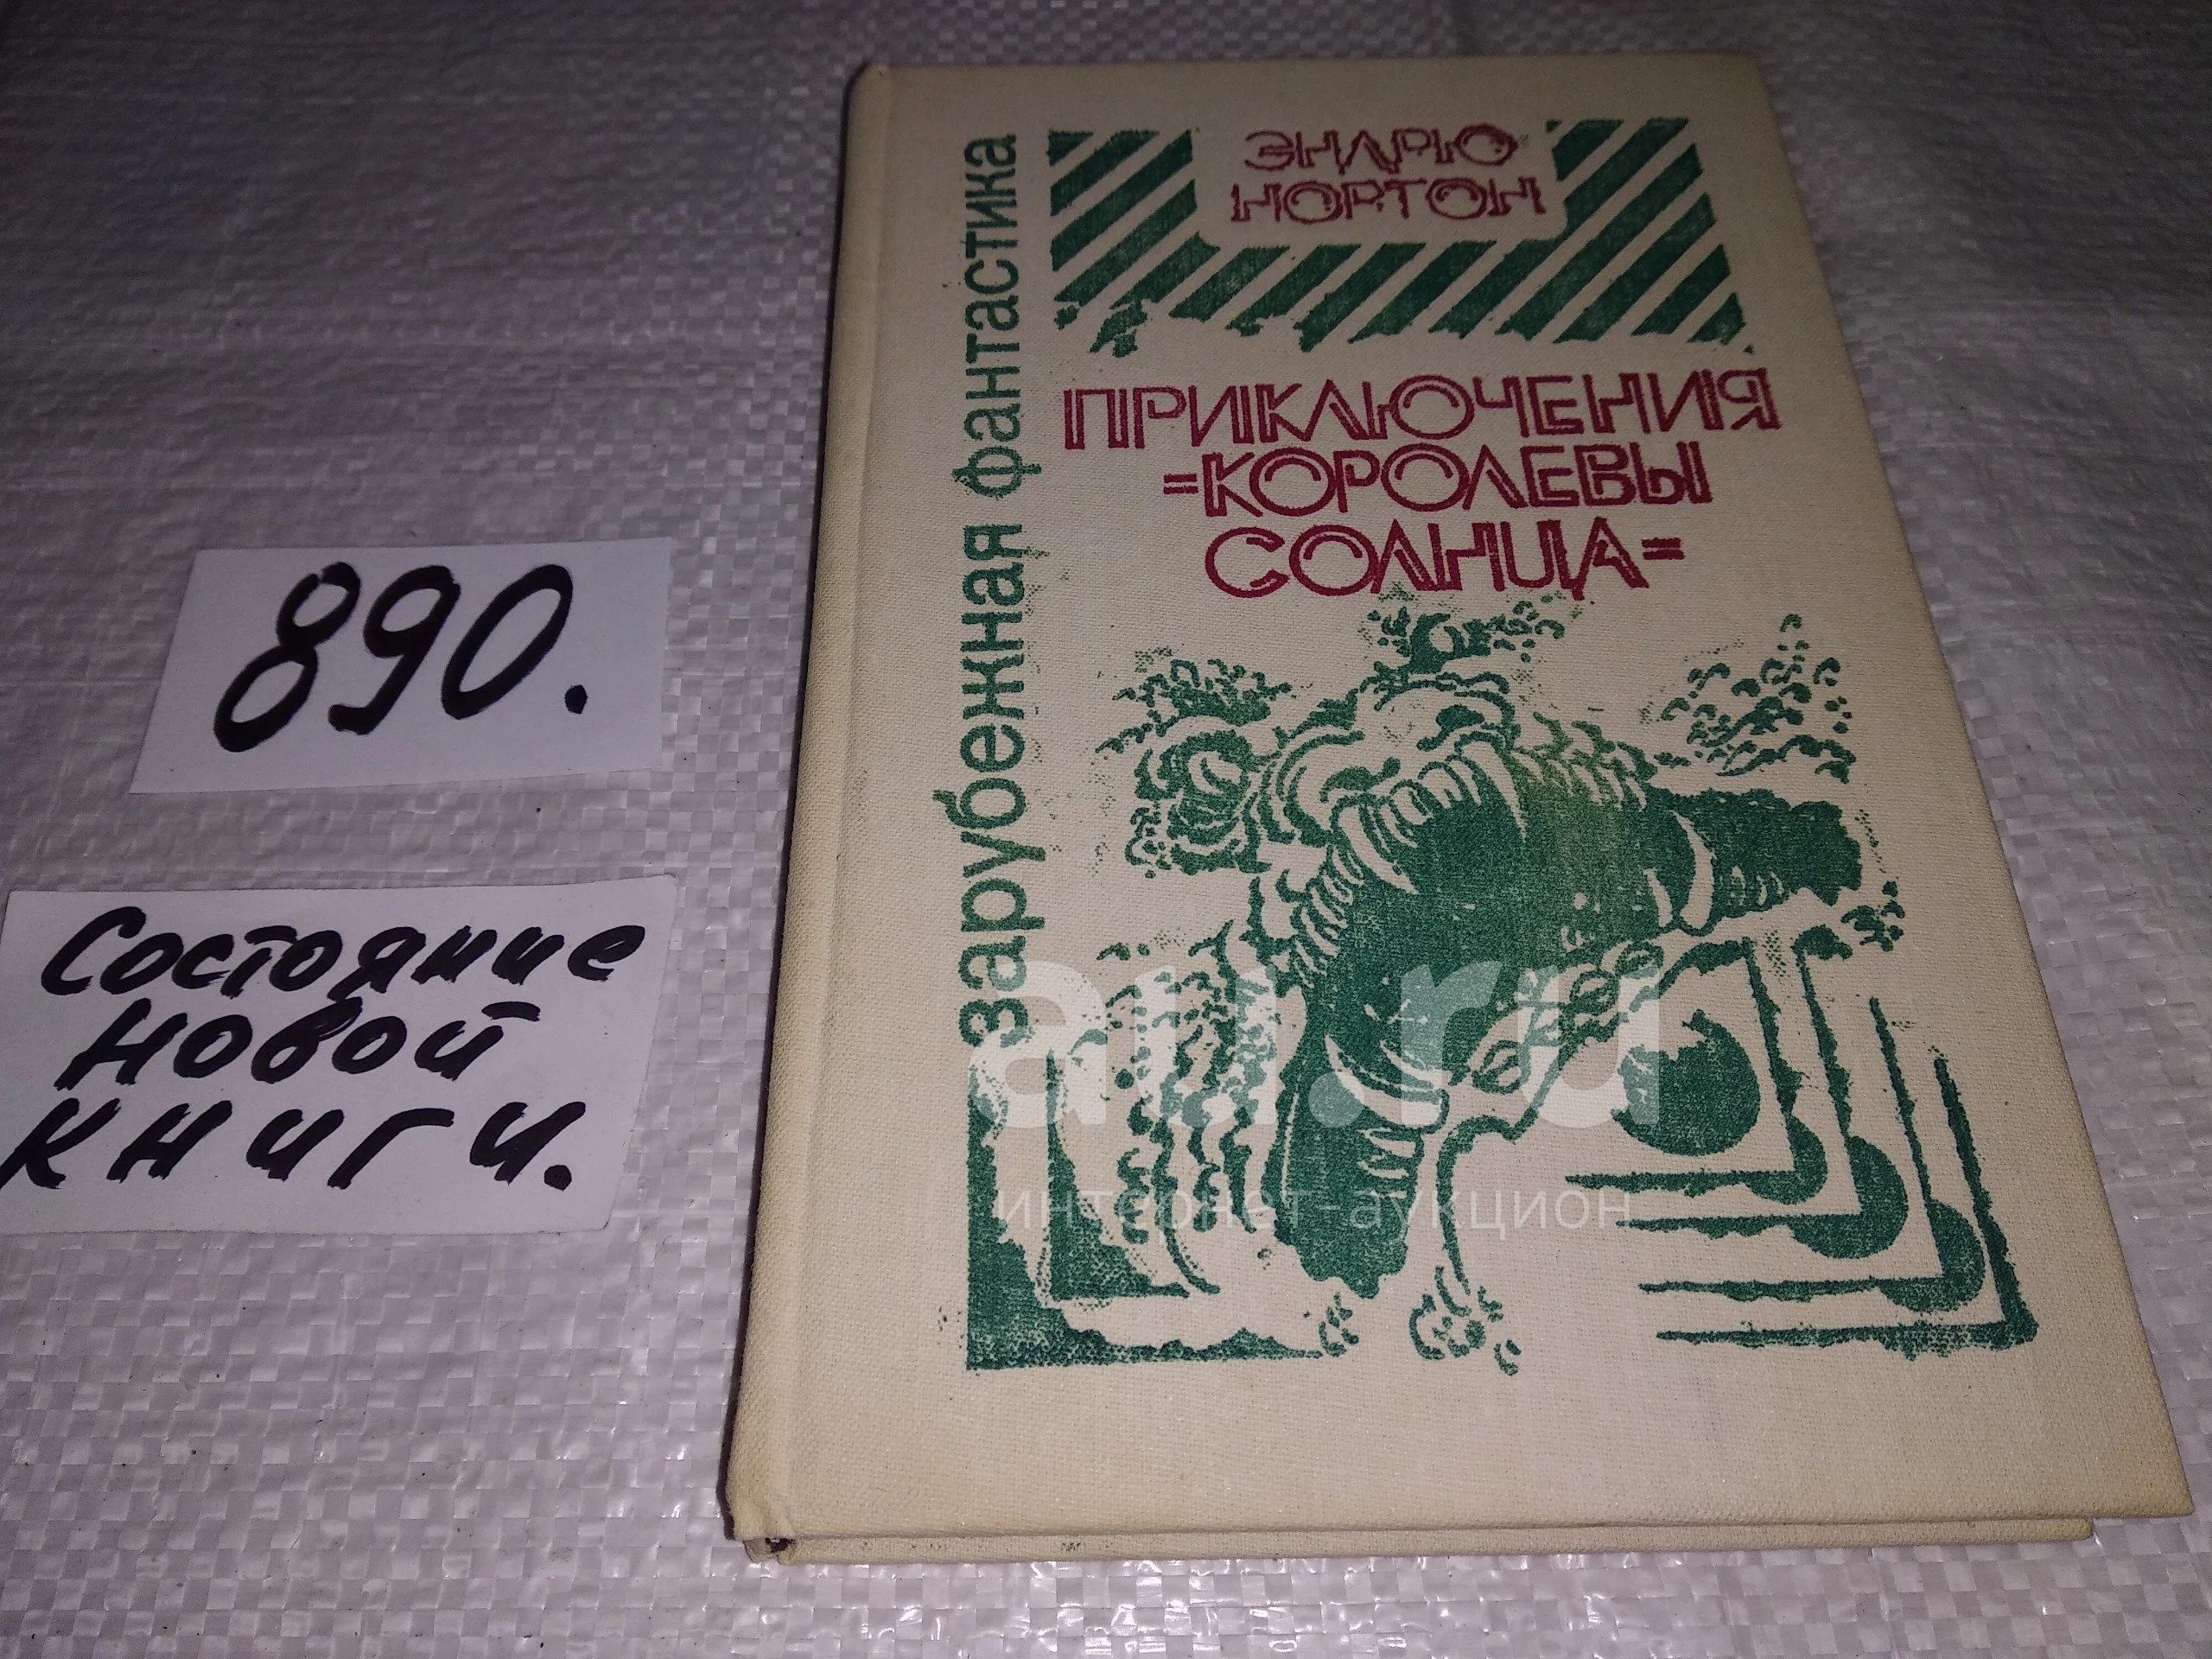 ЭНДРЮ
НОРТОН
зарубежная фантастика
ПРИКЛЮЧЕНИЯ
=КОРОЛЕВЫ
СОЛНЦА=
890.
Состояние
новой
книги.
au.ru
интернет-аукцион